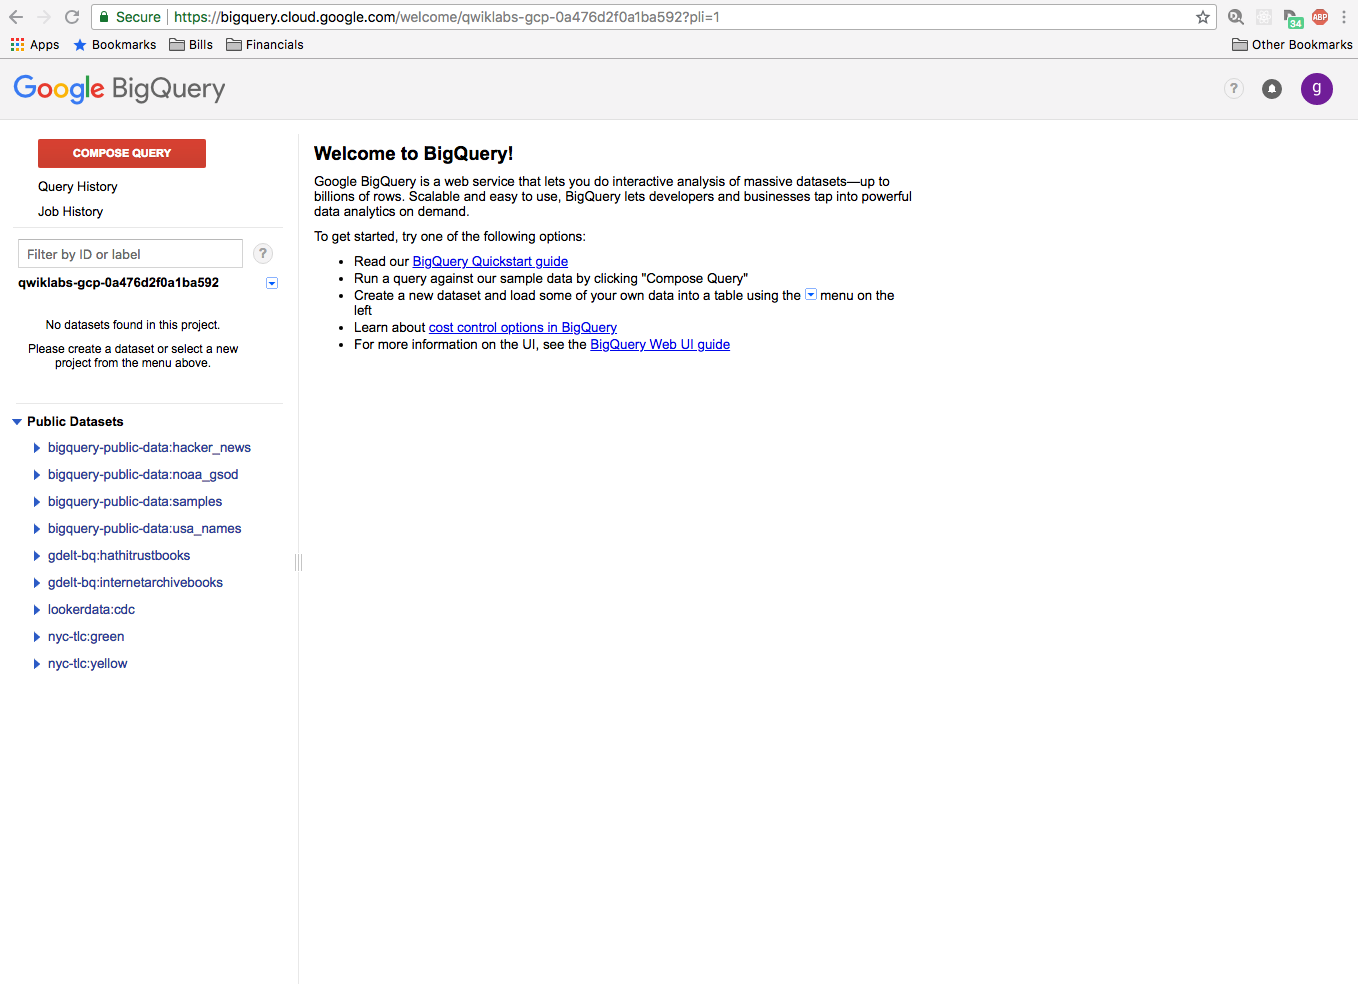 Secure https://bigquery.cloud.google.com/welcome/qwiklabs-gcp-0a476d2f0a1ba592?pli=1
34
ABP
Apps Bookmarks Bills Financials Other Bookmarks
Google BigQuery
? g
COMPOSE QUERY
Query History
Job History
Filter by ID or label ?
qwiklabs-gcp-0a476d2f0a1ba592
No datasets found in this project.
Please create a dataset or select a new
project from the menu above.
Public Datasets
bigquery-public-data:hacker_news
bigquery-public-data:noaa_gsod
bigquery-public-data:samples
bigquery-public-data:usa_names
gdelt-bq:hathitrustbooks
gdelt-bq:internetarchivebooks
lookerdata:cdc
nyc-tlc:green
nyc-tlc:yellow
Welcome to BigQuery!
Google BigQuery is a web service that lets you do interactive analysis of massive datasets—up to
billions of rows. Scalable and easy to use, BigQuery lets developers and businesses tap into powerful
data analytics on demand.
To get started, try one of the following options:
• Read our BigQuery Quickstart guide
• Run a query against our sample data by clicking "Compose Query"
• Create a new dataset and load some of your own data into a table using the menu on the
left
• Learn about cost control options in BigQuery
• For more information on the UI, see the BigQuery Web UI guide